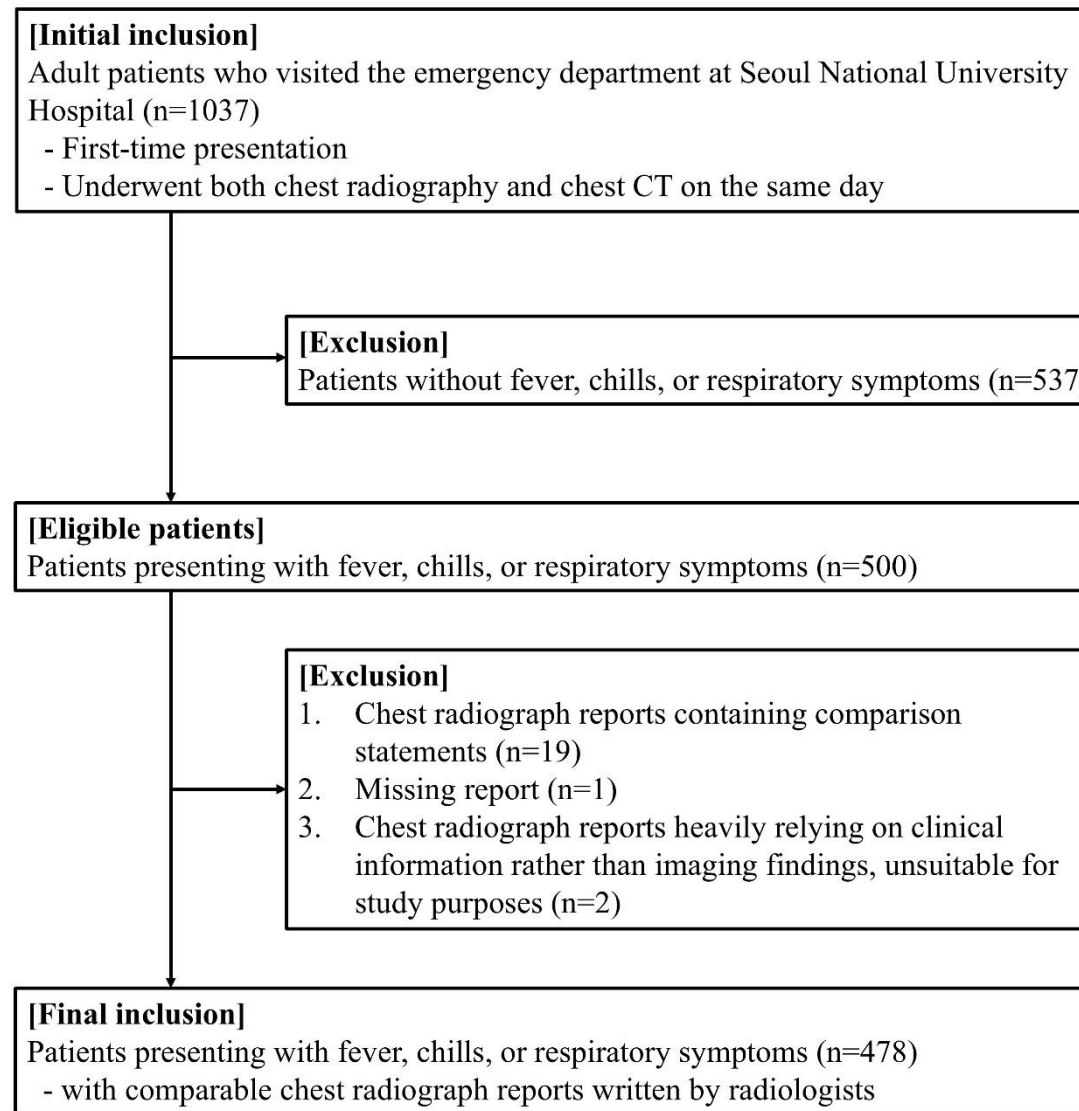 [Initial inclusion]
Adult patients who visited the emergency department at Seoul National University
Hospital (n=1037)
- First-time presentation
- Underwent both chest radiography and chest CT on the same day
[Exclusion]
Patients without fever, chills, or respiratory symptoms (n=537
[Eligible patients]
Patients presenting with fever, chills, or respiratory symptoms (n=500)
[Exclusion]
1. Chest radiograph reports containing comparison
statements (n=19)
2. Missing report (n=1)
3. Chest radiograph reports heavily relying on clinical
information rather than imaging findings, unsuitable for
study purposes (n=2)
[Final inclusion]
Patients presenting with fever, chills, or respiratory symptoms (n=478)
- with comparable chest radiograph reports written by radiologists